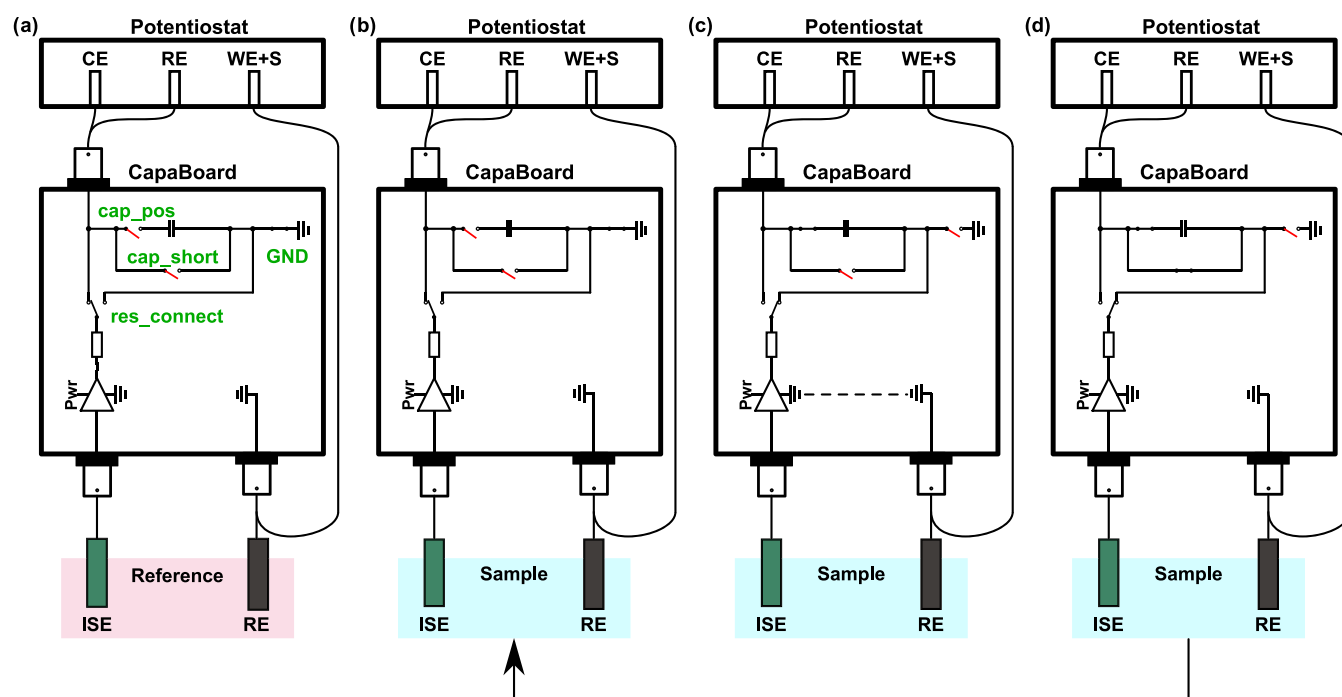 (a) Potentiostat
CE RE WE+S
CapaBoard
cap_pos
cap_short
GND
res_connect
Pwr
Reference
ISE RE
(b) Potentiostat
CE RE WE+S
CapaBoard
Pwr
Sample
ISE RE
(c) Potentiostat
CE RE WE+S
CapaBoard
Pwr
Sample
ISE RE
(d) Potentiostat
CE RE WE+S
CapaBoard
Pwr
Sample
ISE RE